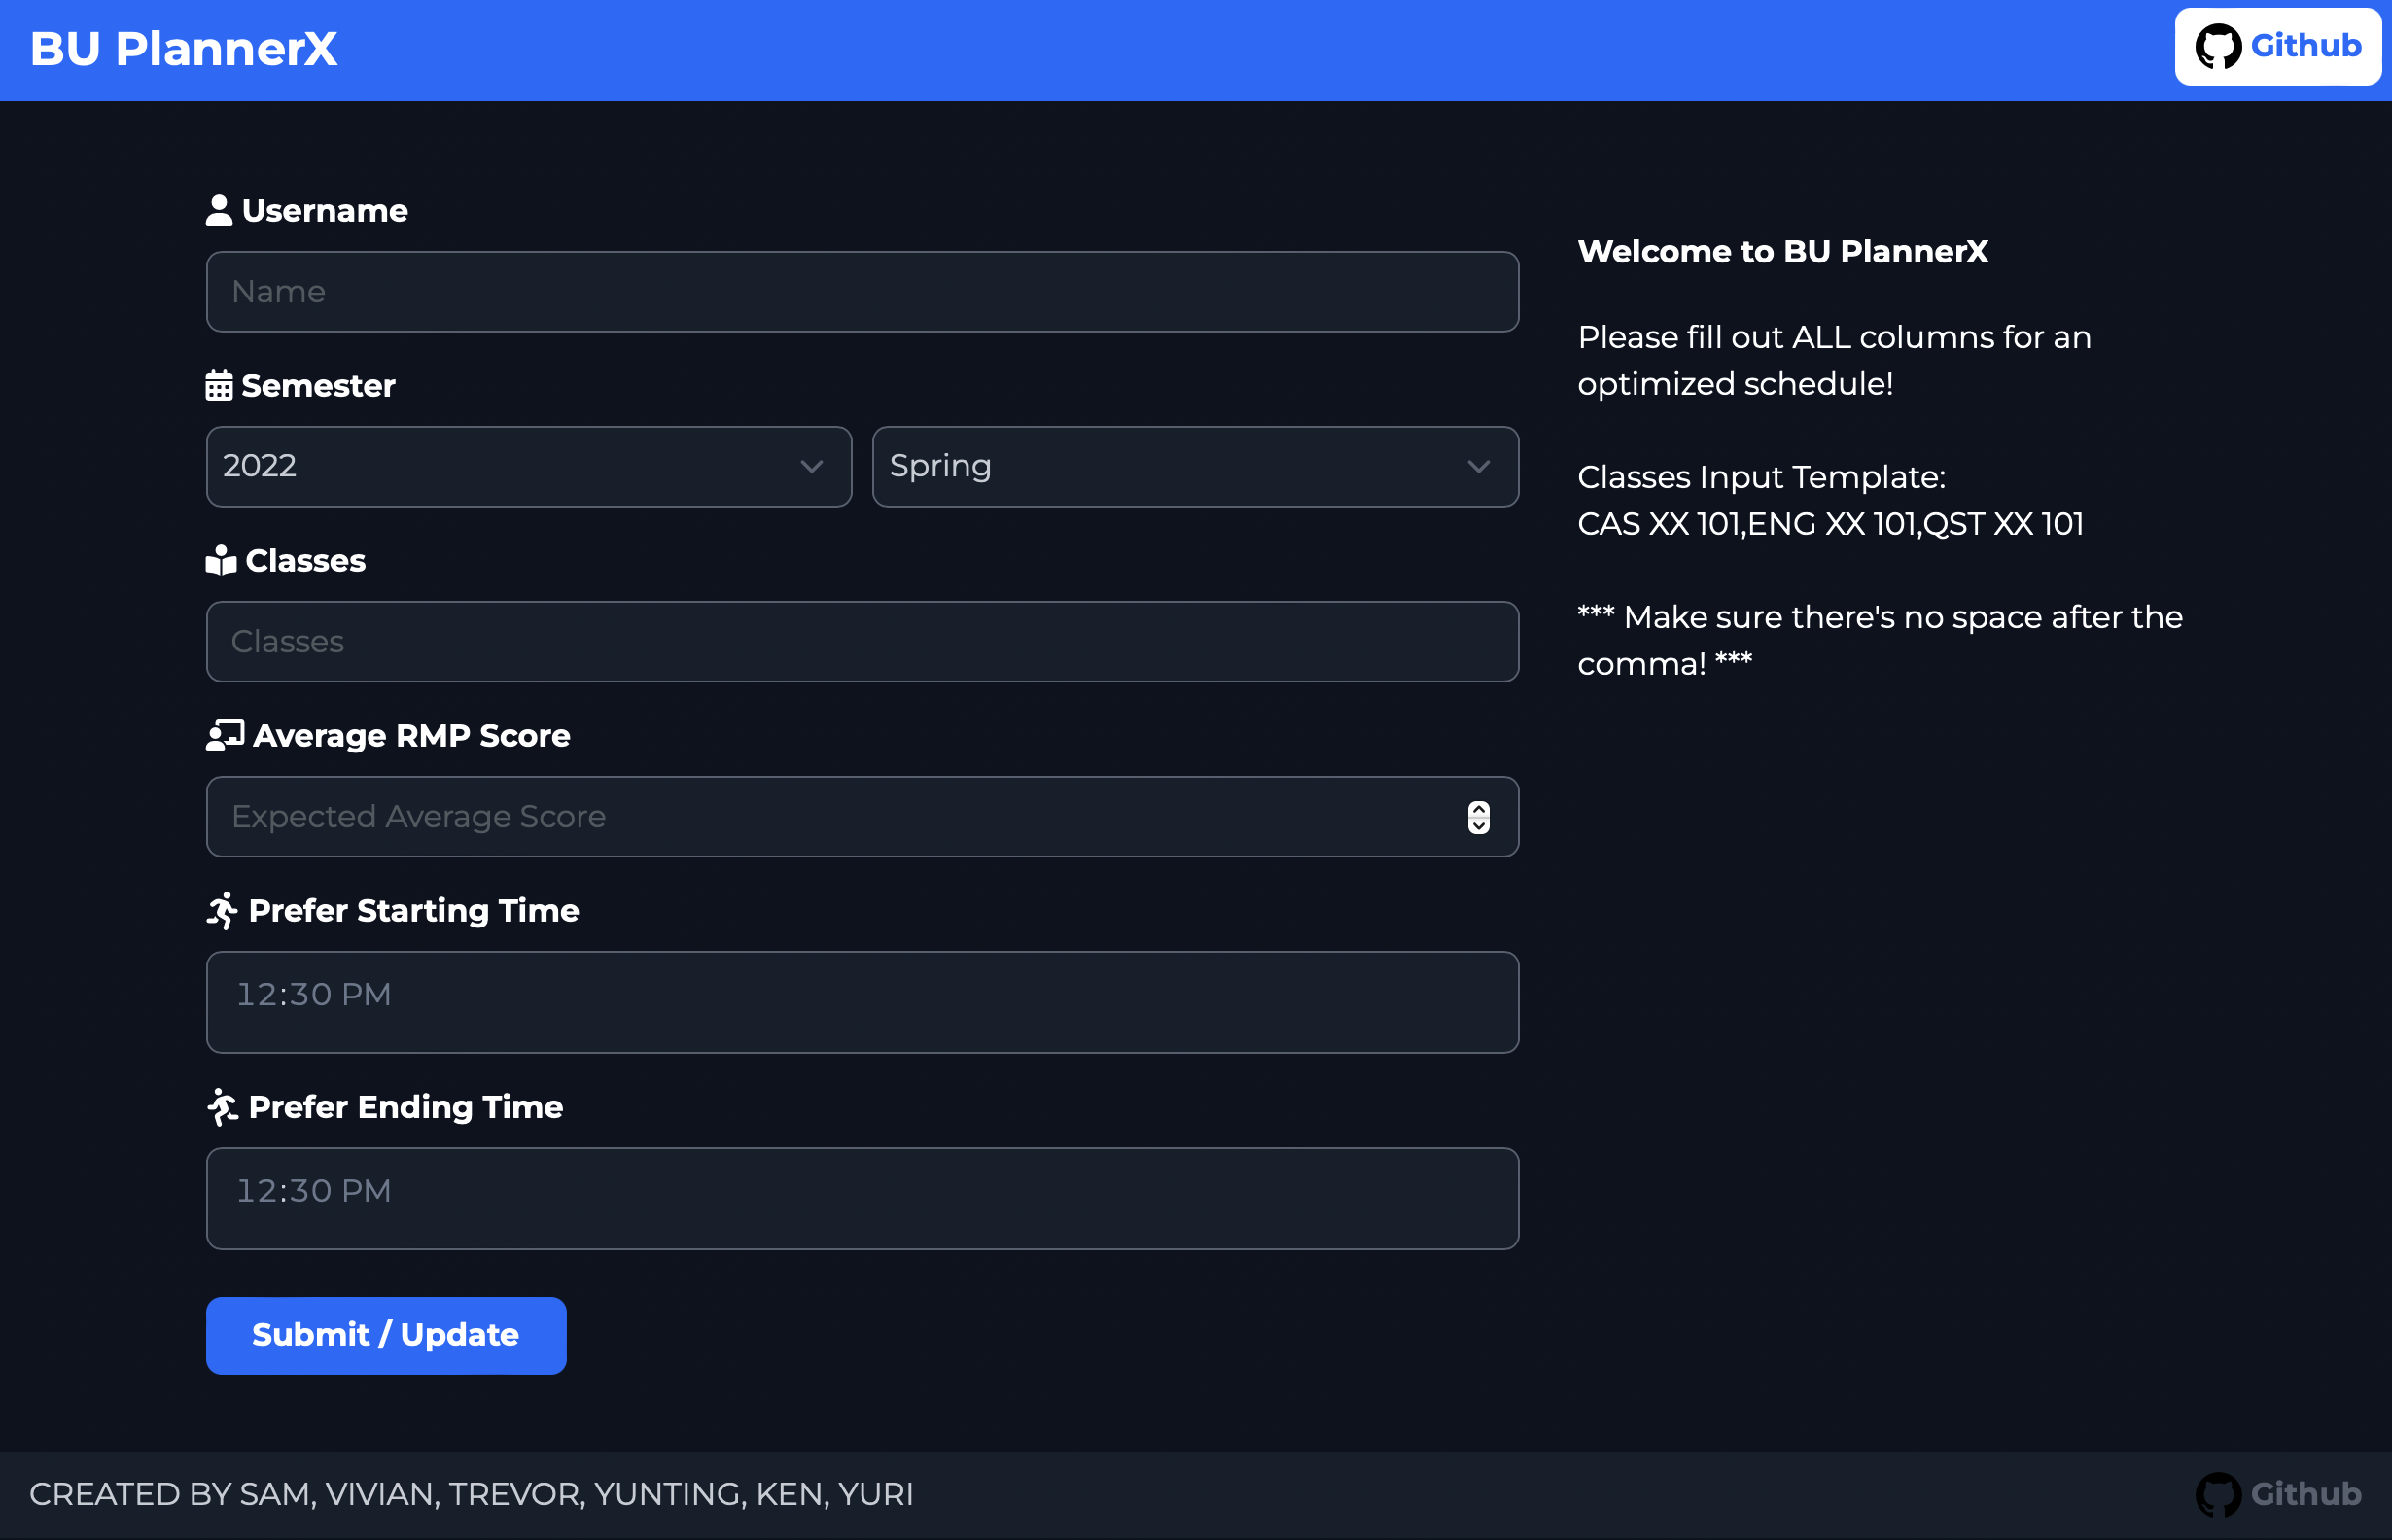 BU PlannerX
Github
Username
Name
Semester
2022
Spring
Classes
Classes
Average RMP Score
Expected Average Score
Prefer Starting Time
12:30 PM
Prefer Ending Time
12:30 PM
Submit / Update
Welcome to BU PlannerX
Please fill out ALL columns for an
optimized schedule!
Classes Input Template:
CAS XX 101,ENG XX 101,QST XX 101
*** Make sure there's no space after the
comma! ***
CREATED BY SAM, VIVIAN, TREVOR, YUNTING, KEN, YURI
Github